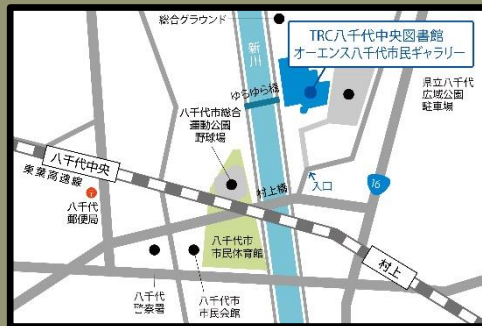 総合グラウンド
TRC八千代中央図書館
オーエンス八千代市民ギャラリー
新川
ゆらゆら橋
県立八千代
広域公園
駐車場
八千代市総合
運動公園
野球場
八千代中央
東葉高速線
八千代
郵便局
村上橋
入口
16
村上
八千代市
市民体育館
八千代
警察署
八千代市
市民会館